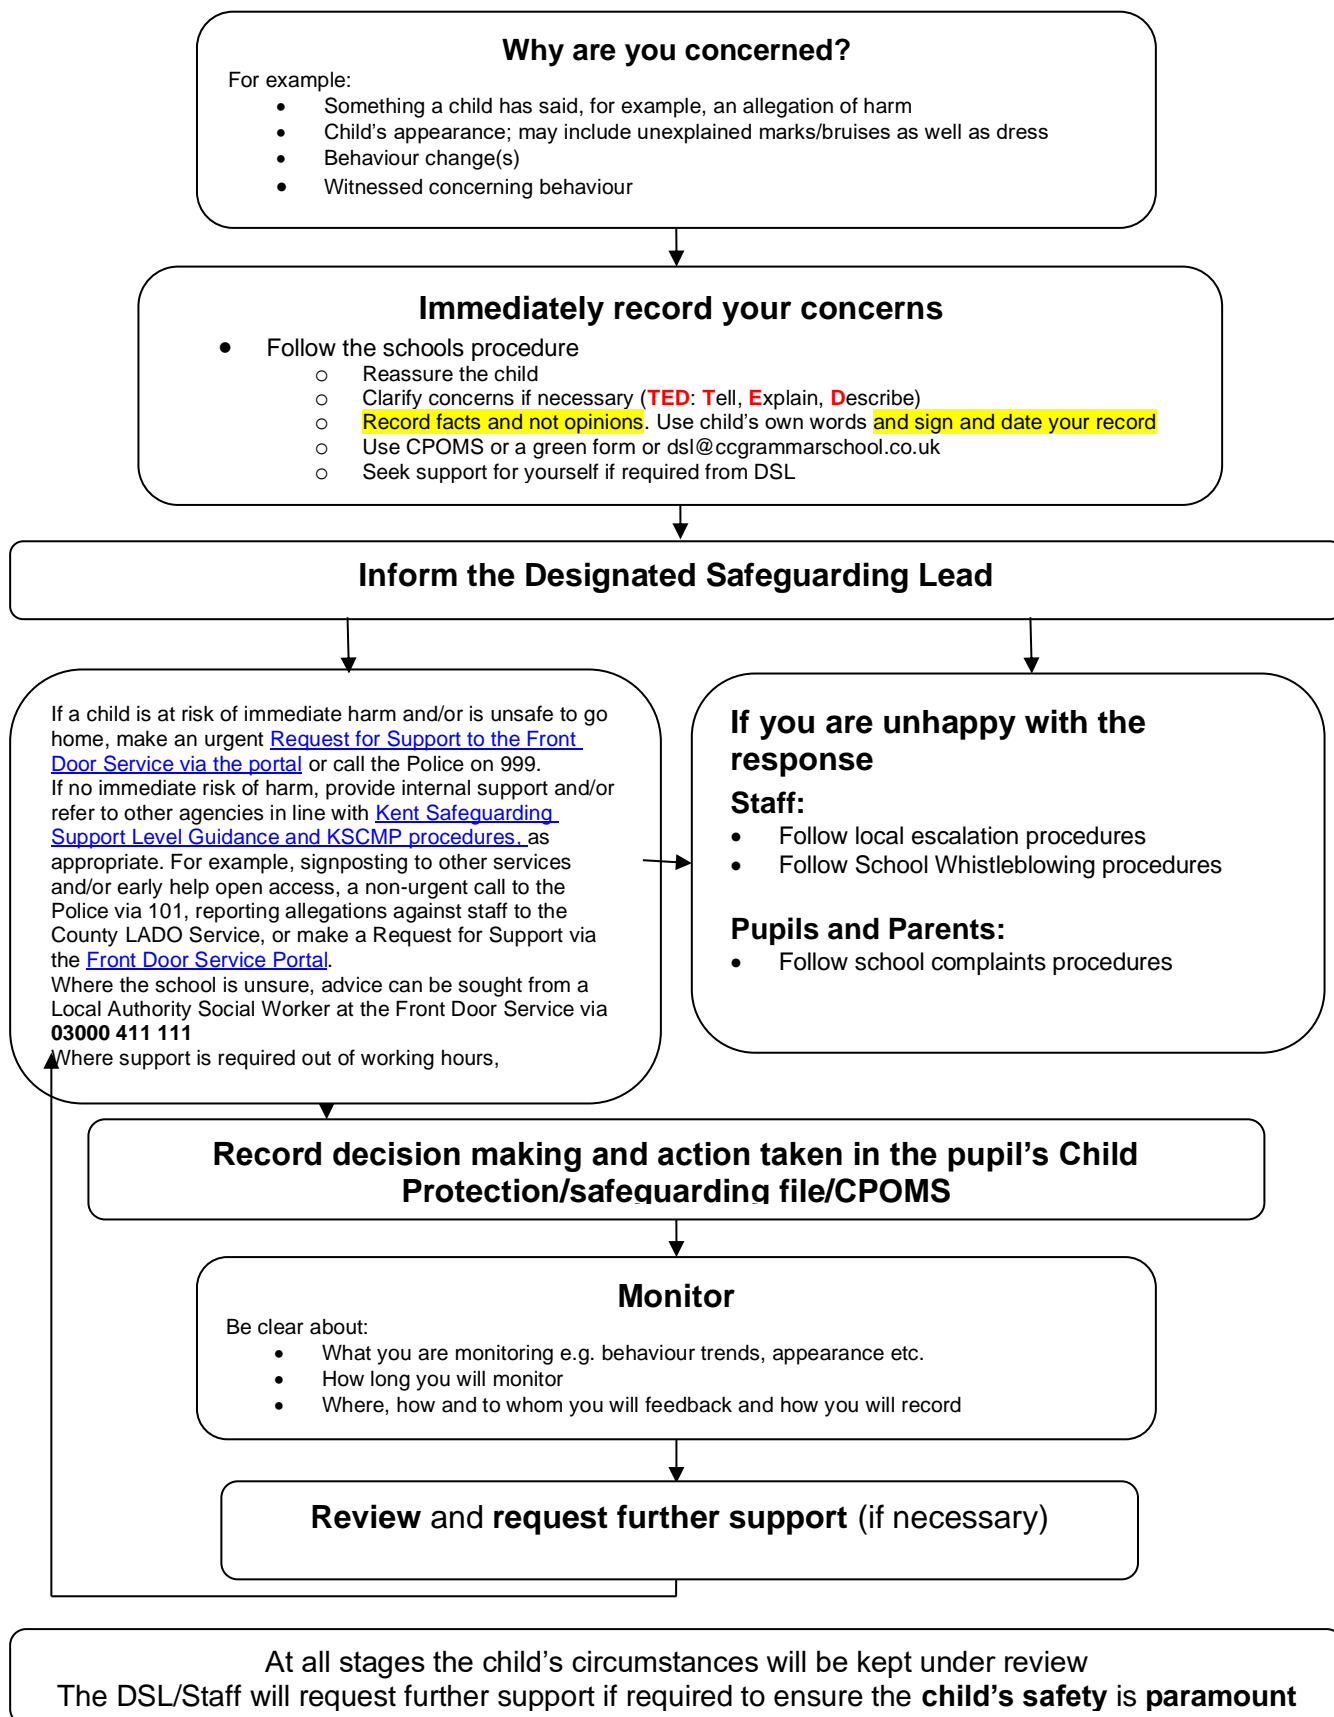 Why are you concerned?
For example:
• Something a child has said, for example, an allegation of harm
• Child's appearance; may include unexplained marks/bruises as well as dress
• Behaviour change(s)
• Witnessed concerning behaviour
Immediately record your concerns
• Follow the schools procedure
o Reassure the child
o Clarify concerns if necessary (TED: Tell, Explain, Describe)
o Record facts and not opinions. Use child's own words and sign and date your record
o Use CPOMS or a green form or dsl@ccgrammarschool.co.uk
o Seek support for yourself if required from DSL
Inform the Designated Safeguarding Lead
If a child is at risk of immediate harm and/or is unsafe to go
home, make an urgent Request for Support to the Front
Door Service via the portal or call the Police on 999.
If no immediate risk of harm, provide internal support and/or
refer to other agencies in line with Kent Safeguarding
Support Level Guidance and KSCMP procedures, as
appropriate. For example, signposting to other services
and/or early help open access, a non-urgent call to the
Police via 101, reporting allegations against staff to the
County LADO Service, or make a Request for Support via
the Front Door Service Portal.
Where the school is unsure, advice can be sought from a
Local Authority Social Worker at the Front Door Service via
03000 411 111
Where support is required out of working hours,
If you are unhappy with the
response
Staff:
• Follow local escalation procedures
• Follow School Whistleblowing procedures
Pupils and Parents:
• Follow school complaints procedures
Record decision making and action taken in the pupil's Child
Protection/safeguarding file/CPOMS
Monitor
Be clear about:
• What you are monitoring e.g. behaviour trends, appearance etc.
• How long you will monitor
• Where, how and to whom you will feedback and how you will record
Review and request further support (if necessary)
At all stages the child's circumstances will be kept under review
The DSL/Staff will request further support if required to ensure the child's safety is paramount